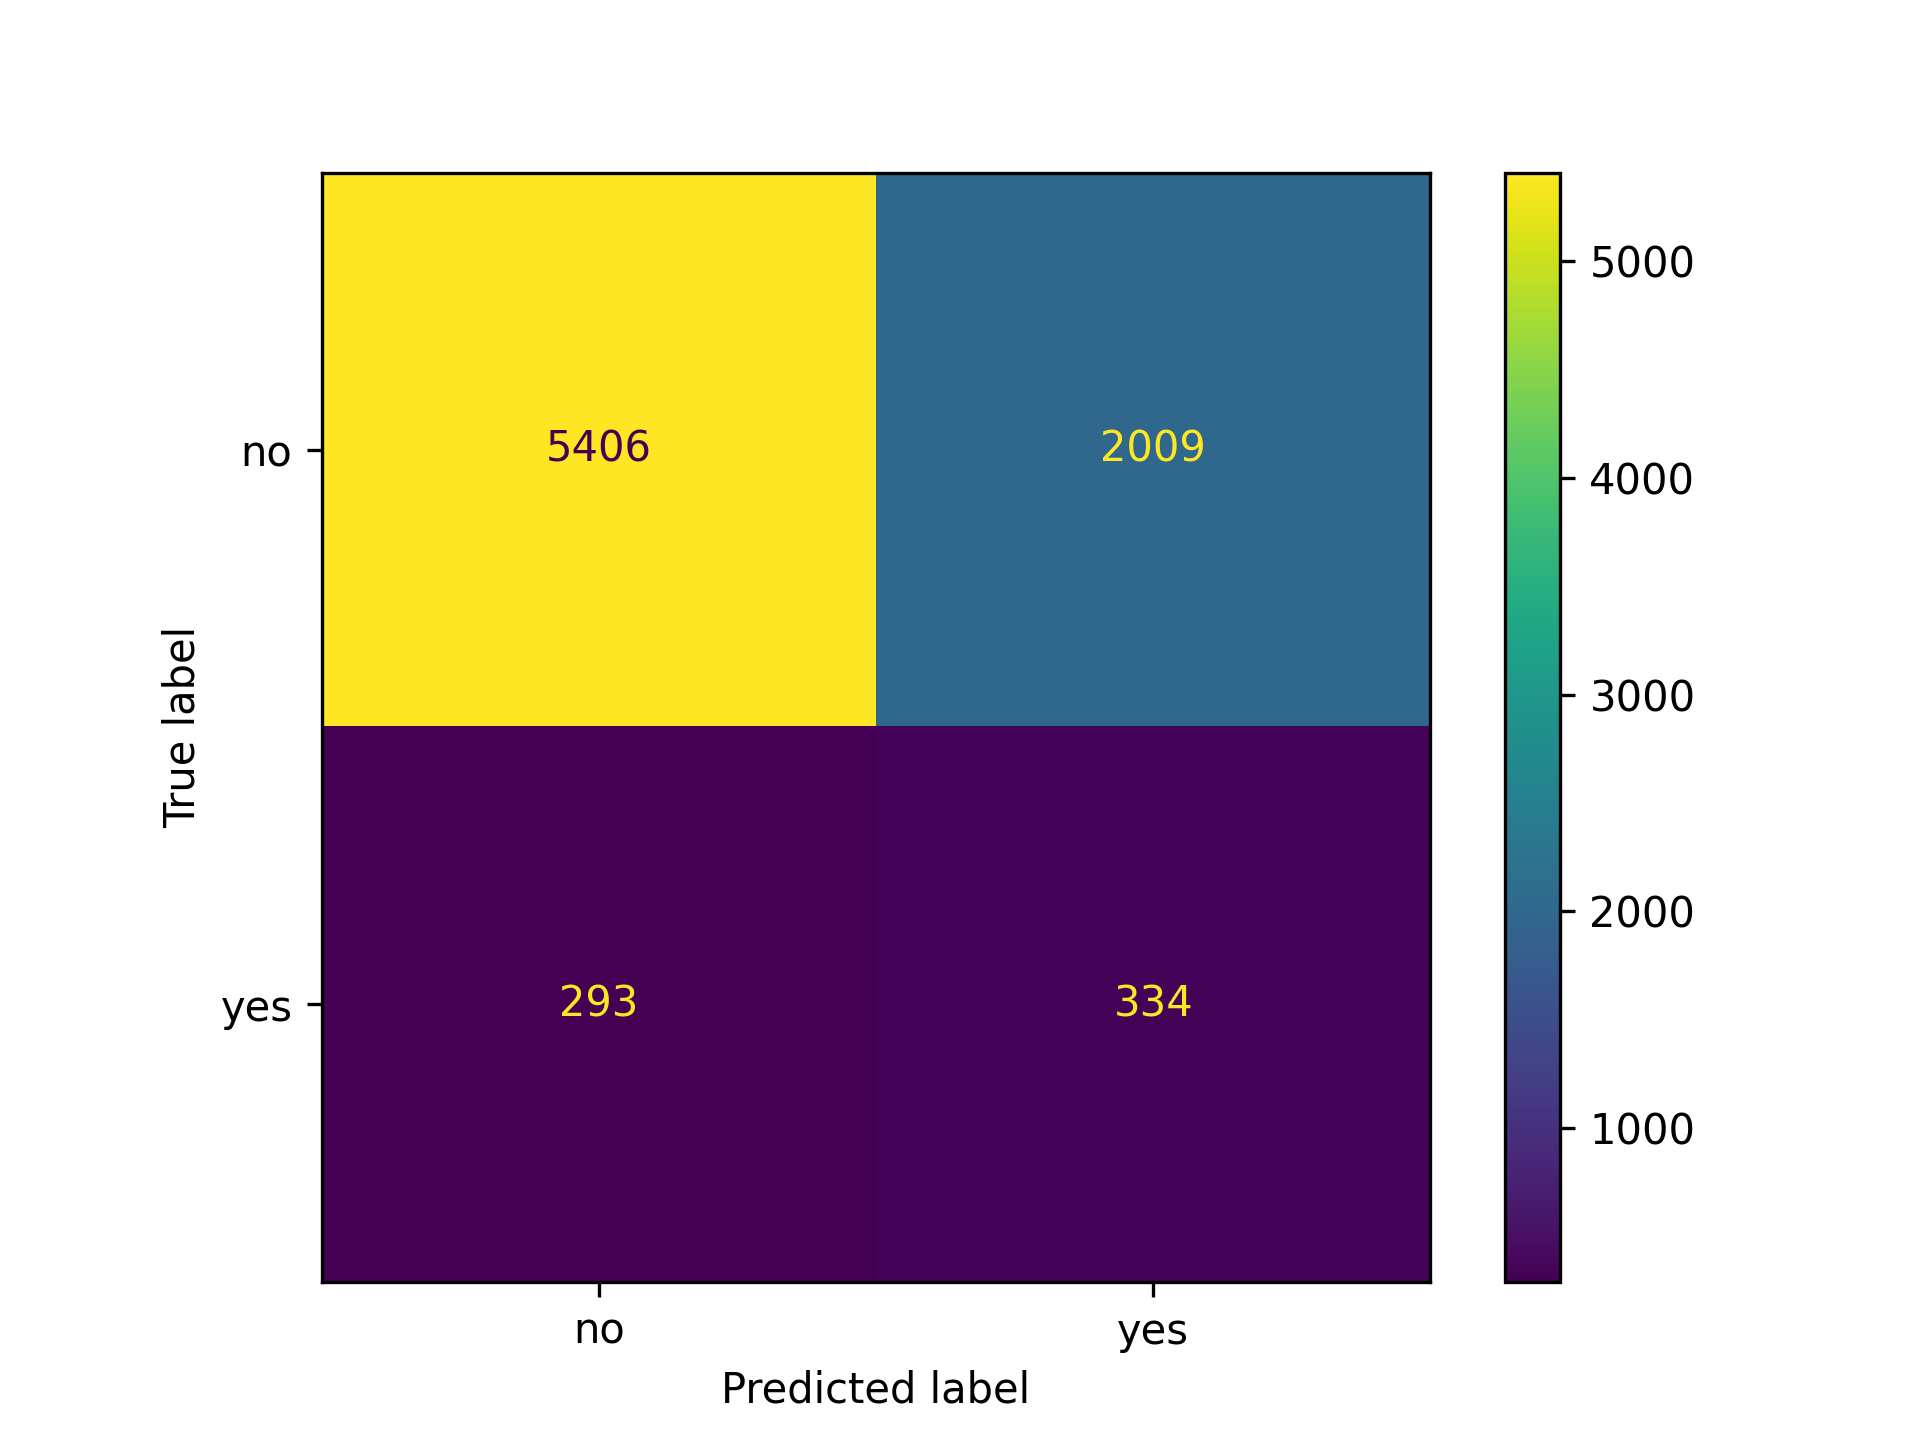 5000
no 5406 2009
4000
True label
3000
2000
yes 293 334
1000
no yes
Predicted label